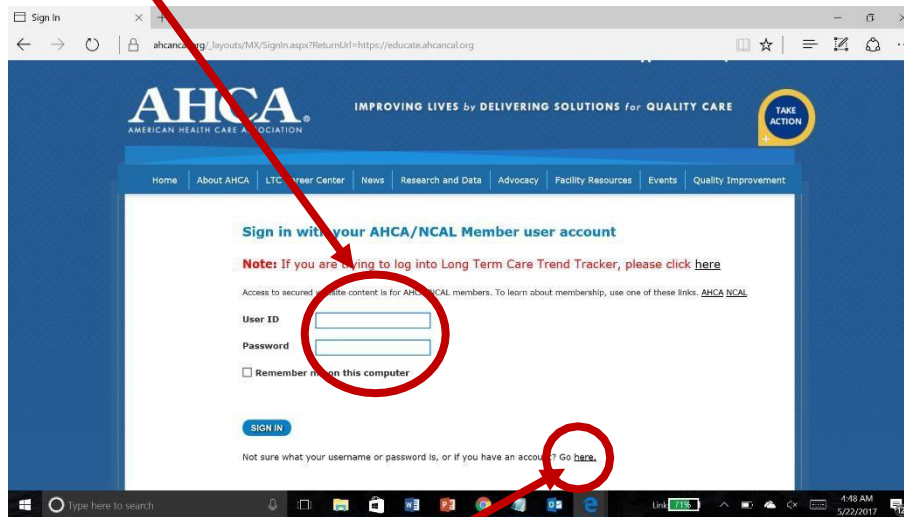 Sign In
ahcancal.org/_layouts/MX/SignIn.aspx?ReturnUrl=https://educate.ahcancal.org
AHCA®
AMERICAN HEALTH CARE ASSOCIATION
IMPROVING LIVES by DELIVERING SOLUTIONS for QUALITY CARE
TAKE
ACTION
Home About AHCA LTC Career Center News Research and Data Advocacy Facility Resources Events Quality Improvement
Sign in with your AHCA/NCAL Member user account
Note: If you are trying to log into Long Term Care Trend Tracker, please click here
Access to secured website content is for AHCA/NCAL members. To learn about membership, use one of these links. AHCA NCAL
User ID
Password
Remember me on this computer
SIGN IN
Not sure what your username or password is, or if you have an account? Go here.
Type here to search
Link 71%
4:48 AM
5/22/2017
12